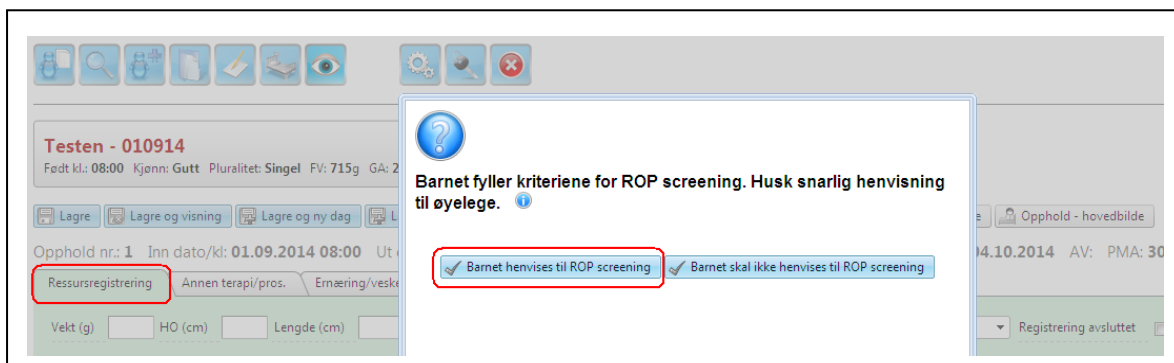 Testen - 010914
Født kl.: 08:00 Kjønn: Gutt Pluralitet: Singel FV: 715g GA: 2
Barnet fyller kriteriene for ROP screening. Husk snarlig henvisning
til øyelege.
Lagre Lagre og visning Lagre og ny dag L
Opphold - hovedbilde
Opphold nr.: 1 Inn dato/kl: 01.09.2014 08:00 Ut
04.10.2014 AV: PMA: 30
Barnet henvises til ROP screening Barnet skal ikke henvises til ROP screening
Ressursregistrering Annen terapi/pros. Ernæring/veske
Vekt (g) HO (cm) Lengde (cm) Registrering avsluttet